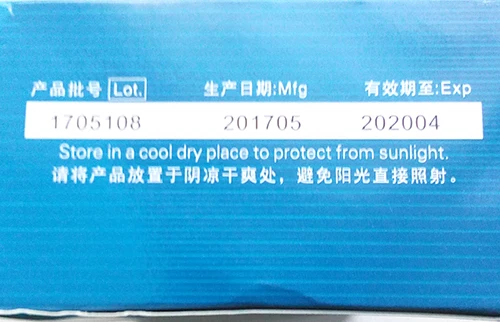 产品批号 Lot. 生产日期:Mfg 有效期至:Exp
1705108 201705 202004
Store in a cool dry place to protect from sunlight.
请将产品放置于阴凉干爽处，避免阳光直接照射。